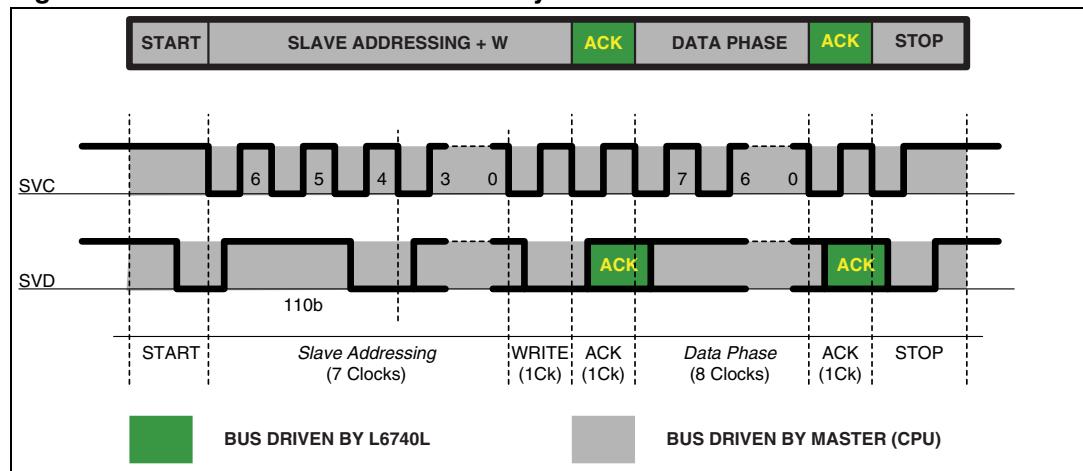 START SLAVE ADDRESSING + W ACK DATA PHASE ACK STOP
SVC 6 5 4 3 0 7 6 0
SVD ACK ACK
110b
START Slave Addressing WRITE ACK Data Phase ACK STOP
(7 Clocks) (1Ck) (1Ck) (8 Clocks) (1Ck)
BUS DRIVEN BY L6740L BUS DRIVEN BY MASTER (CPU)